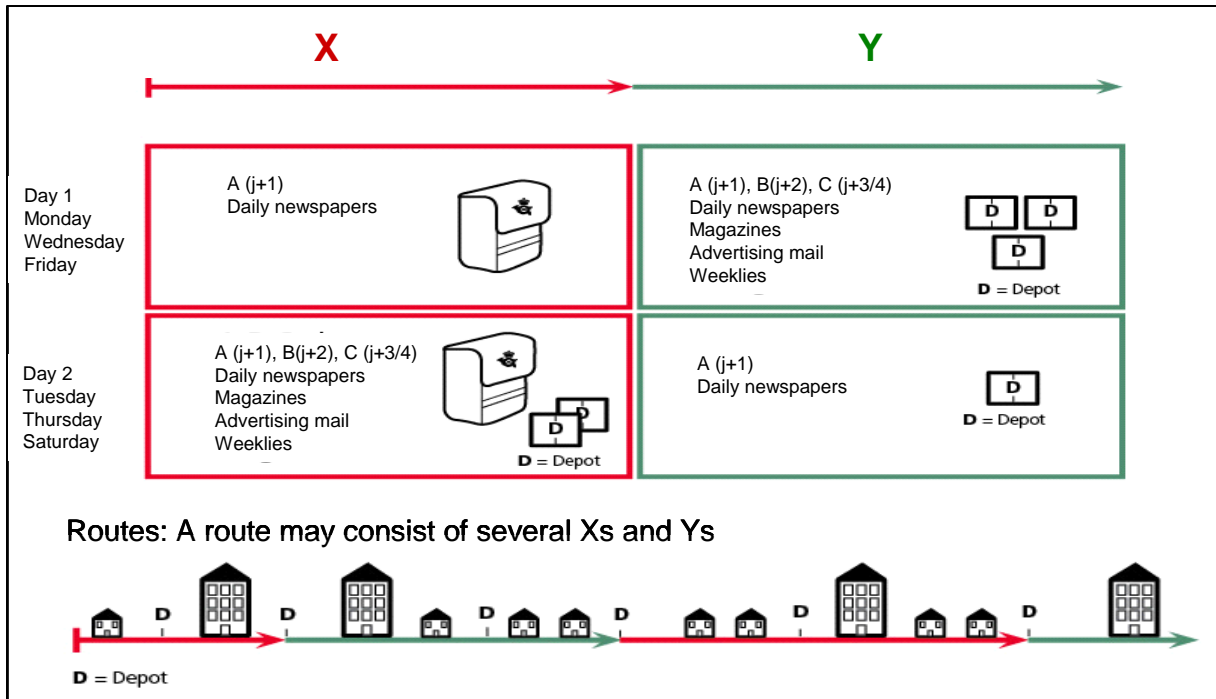 X
Y
Day 1
Monday
Wednesday
Friday
A (j+1)
Daily newspapers
A (j+1), B(j+2), C (j+3/4)
Daily newspapers
Magazines
Advertising mail
Weeklies
D
D
D
D = Depot
Day 2
Tuesday
Thursday
Saturday
A (j+1), B(j+2), C (j+3/4)
Daily newspapers
Magazines
Advertising mail
Weeklies
D
D
D = Depot
A (j+1)
Daily newspapers
D
D = Depot
Routes: A route may consist of several Xs and Ys
D
D
D
D
D
D
D = Depot